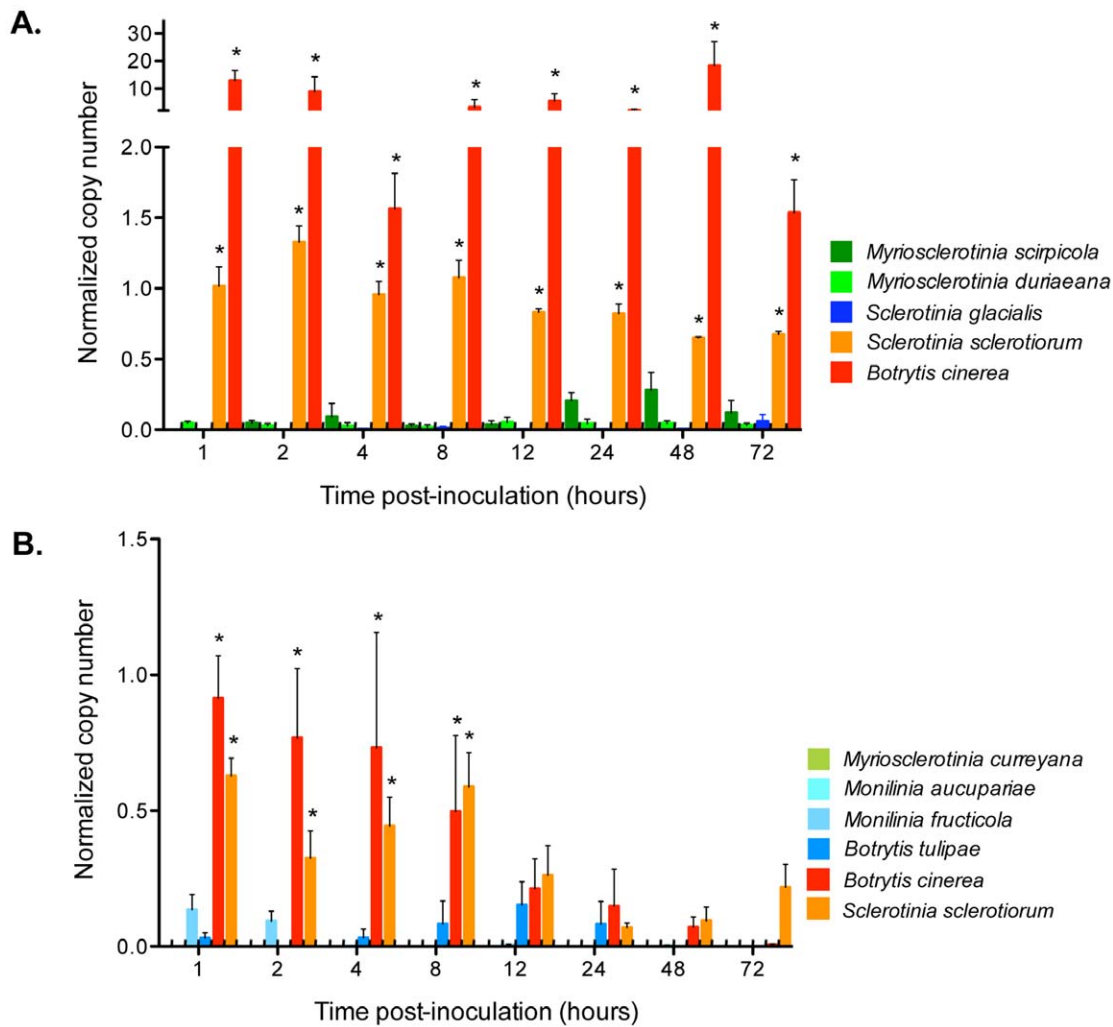 A.
30
20
10
2.0
1.5
1.0
0.5
0.0
Normalized copy number
* * * * * * * *
* * * * * * * *
1 2 4 8 12 24 48 72
Time post-inoculation (hours)
Myriosclerotinia scirpicola
Myriosclerotinia duriaeana
Sclerotinia glacialis
Sclerotinia sclerotiorum
Botrytis cinerea
B.
1.5
1.0
0.5
0.0
Normalized copy number
* * * *
* * * *
1 2 4 8 12 24 48 72
Time post-inoculation (hours)
Myriosclerotinia curreyana
Monilinia aucupariae
Monilinia fructicola
Botrytis tulipae
Botrytis cinerea
Sclerotinia sclerotiorum